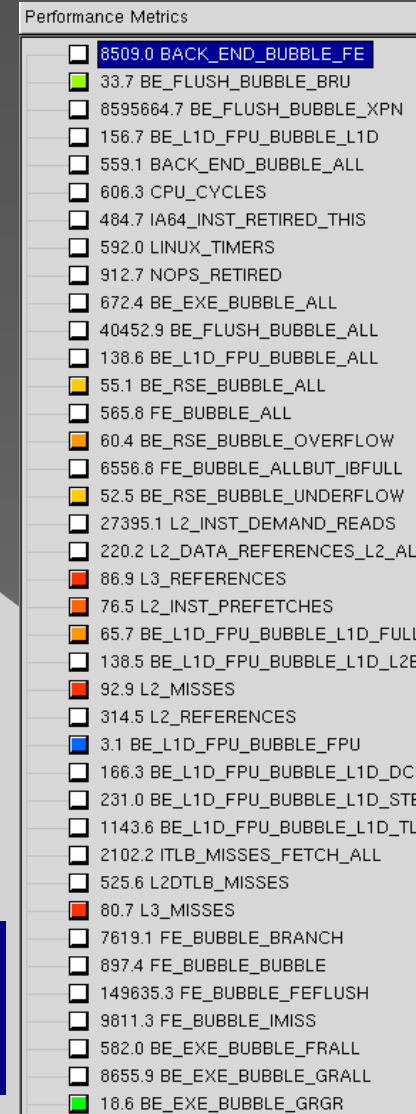 Performance Metrics
8509.0 BACK_END_BUBBLE_FE
33.7 BE_FLUSH_BUBBLE_BRU
8595664.7 BE_FLUSH_BUBBLE_XPN
156.7 BE_L1D_FPU_BUBBLE_L1D
559.1 BACK_END_BUBBLE_ALL
606.3 CPU_CYCLES
484.7 IA64_INST_RETIRED_THIS
592.0 LINUX_TIMERS
912.7 NOPS_RETIRED
672.4 BE_EXE_BUBBLE_ALL
40452.9 BE_FLUSH_BUBBLE_ALL
138.6 BE_L1D_FPU_BUBBLE_ALL
55.1 BE_RSE_BUBBLE_ALL
565.8 FE_BUBBLE_ALL
60.4 BE_RSE_BUBBLE_OVERFLOW
6556.8 FE_BUBBLE_ALLBUT_IBFULL
52.5 BE_RSE_BUBBLE_UNDERFLOW
27395.1 L2_INST_DEMAND_READS
220.2 L2_DATA_REFERENCES_L2_AL
86.9 L3_REFERENCES
76.5 L2_INST_PREFETCHES
65.7 BE_L1D_FPU_BUBBLE_L1D_FULL
138.5 BE_L1D_FPU_BUBBLE_L1D_L2B
92.9 L2_MISSES
314.5 L2_REFERENCES
3.1 BE_L1D_FPU_BUBBLE_FPU
166.3 BE_L1D_FPU_BUBBLE_L1D_DC
231.0 BE_L1D_FPU_BUBBLE_L1D_STB
1143.6 BE_L1D_FPU_BUBBLE_L1D_TL
2102.2 ITLB_MISSES_FETCH_ALL
525.6 L2DTLB_MISSES
80.7 L3_MISSES
7619.1 FE_BUBBLE_BRANCH
897.4 FE_BUBBLE_BUBBLE
149635.3 FE_BUBBLE_FEFLUSH
9811.3 FE_BUBBLE_IMISS
582.0 BE_EXE_BUBBLE_FRALL
8655.9 BE_EXE_BUBBLE_GRALL
18.6 BE_EXE_BUBBLE_GRGR